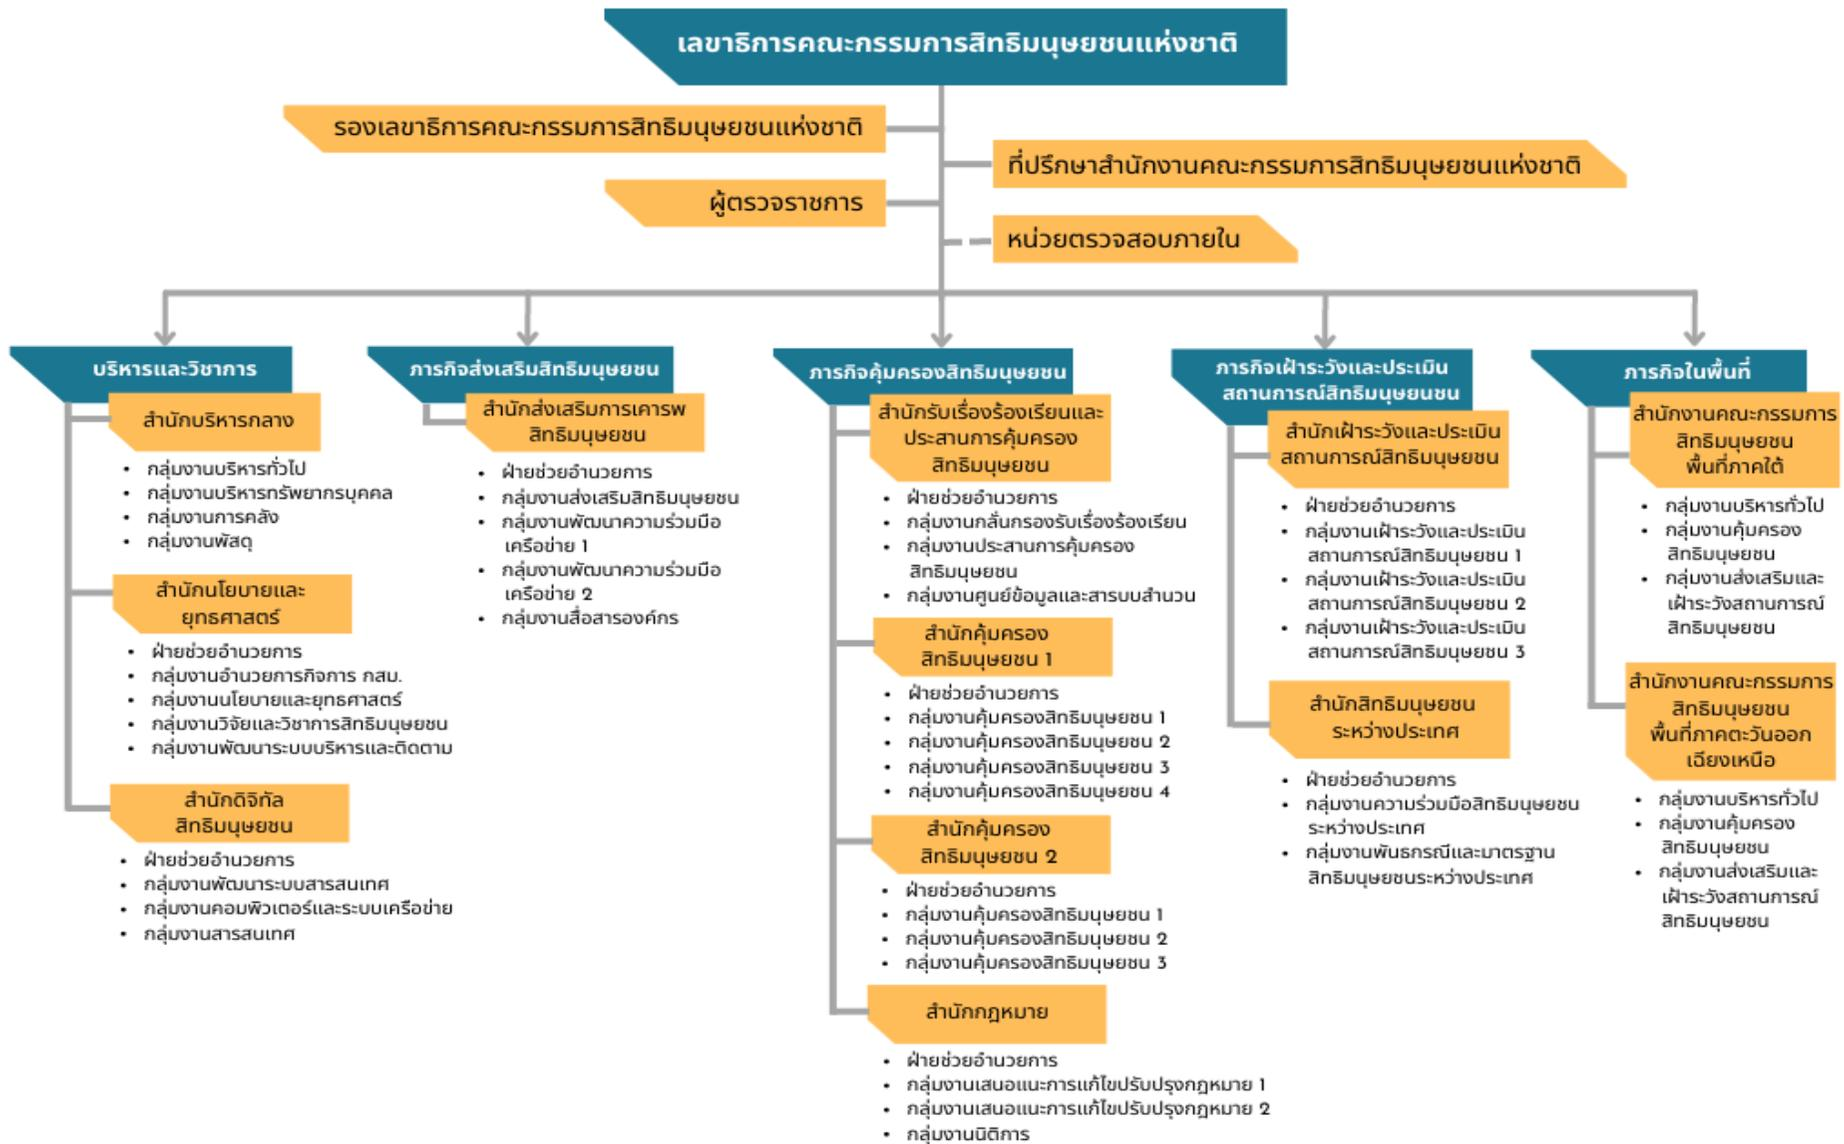 เลขาธิการคณะกรรมการสิทธิมนุษยชนแห่งชาติ
รองเลขาธิการคณะกรรมการสิทธิมนุษยชนแห่งชาติ
ที่ปรึกษาสำนักงานคณะกรรมการสิทธิมนุษยชนแห่งชาติ
ผู้ตรวจราชการ
หน่วยตรวจสอบภายใน
บริหารและวิชาการ
สำนักบริหารกลาง
• กลุ่มงานบริหารทั่วไป
• กลุ่มงานบริหารทรัพยากรบุคคล
• กลุ่มงานการคลัง
• กลุ่มงานพัสดุ
สำนักนโยบายและ
ยุทธศาสตร์
• ฝ่ายช่วยอำนวยการ
• กลุ่มงานอำนวยการกิจการ กสม.
• กลุ่มงานนโยบายและยุทธศาสตร์
• กลุ่มงานวิจัยและวิชาการสิทธิมนุษยชน
• กลุ่มงานพัฒนาระบบบริหารและติดตาม
สำนักดิจิทัล
สิทธิมนุษยชน
• ฝ่ายช่วยอำนวยการ
• กลุ่มงานพัฒนาระบบสารสนเทศ
• กลุ่มงานคอมพิวเตอร์และระบบเครือข่าย
• กลุ่มงานสารสนเทศ
ภารกิจส่งเสริมสิทธิมนุษยชน
สำนักส่งเสริมการเคารพ
สิทธิมนุษยชน
• ฝ่ายช่วยอำนวยการ
• กลุ่มงานส่งเสริมสิทธิมนุษยชน
• กลุ่มงานพัฒนาความร่วมมือ
เครือข่าย 1
• กลุ่มงานพัฒนาความร่วมมือ
เครือข่าย 2
• กลุ่มงานสื่อสารองค์กร
ภารกิจคุ้มครองสิทธิมนุษยชน
สำนักรับเรื่องร้องเรียนและ
ประสานการคุ้มครอง
สิทธิมนุษยชน
• ฝ่ายช่วยอำนวยการ
• กลุ่มงานกลั่นกรองรับเรื่องร้องเรียน
• กลุ่มงานประสานการคุ้มครอง
สิทธิมนุษยชน
• กลุ่มงานศูนย์ข้อมูลและสารบบสำนวน
สำนักคุ้มครอง
สิทธิมนุษยชน 1
• ฝ่ายช่วยอำนวยการ
• กลุ่มงานคุ้มครองสิทธิมนุษยชน 1
• กลุ่มงานคุ้มครองสิทธิมนุษยชน 2
• กลุ่มงานคุ้มครองสิทธิมนุษยชน 3
• กลุ่มงานคุ้มครองสิทธิมนุษยชน 4
สำนักคุ้มครอง
สิทธิมนุษยชน 2
• ฝ่ายช่วยอำนวยการ
• กลุ่มงานคุ้มครองสิทธิมนุษยชน 1
• กลุ่มงานคุ้มครองสิทธิมนุษยชน 2
• กลุ่มงานคุ้มครองสิทธิมนุษยชน 3
สำนักกฎหมาย
• ฝ่ายช่วยอำนวยการ
• กลุ่มงานเสนอแนะการแก้ไขปรับปรุงกฎหมาย 1
• กลุ่มงานเสนอแนะการแก้ไขปรับปรุงกฎหมาย 2
• กลุ่มงานนิติการ
ภารกิจเฝ้าระวังและประเมิน
สถานการณ์สิทธิมนุษยนชน
สำนักเฝ้าระวังและประเมิน
สถานการณ์สิทธิมนุษยชน
• ฝ่ายช่วยอำนวยการ
• กลุ่มงานเฝ้าระวังและประเมิน
สถานการณ์สิทธิมนุษยชน 1
• กลุ่มงานเฝ้าระวังและประเมิน
สถานการณ์สิทธิมนุษยชน 2
• กลุ่มงานเฝ้าระวังและประเมิน
สถานการณ์สิทธิมนุษยชน 3
สำนักสิทธิมนุษยชน
ระหว่างประเทศ
• ฝ่ายช่วยอำนวยการ
• กลุ่มงานความร่วมมือสิทธิมนุษยชน
ระหว่างประเทศ
• กลุ่มงานพันธกรณีและมาตรฐาน
สิทธิมนุษยชนระหว่างประเทศ
ภารกิจในพื้นที่
สำนักงานคณะกรรมการ
สิทธิมนุษยชน
พื้นที่ภาคใต้
• กลุ่มงานบริหารทั่วไป
• กลุ่มงานคุ้มครอง
สิทธิมนุษยชน
• กลุ่มงานส่งเสริมและ
เฝ้าระวังสถานการณ์
สิทธิมนุษยชน
สำนักงานคณะกรรมการ
สิทธิมนุษยชน
พื้นที่ภาคตะวันออก
เฉียงเหนือ
• กลุ่มงานบริหารทั่วไป
• กลุ่มงานคุ้มครอง
สิทธิมนุษยชน
• กลุ่มงานส่งเสริมและ
เฝ้าระวังสถานการณ์
สิทธิมนุษยชน